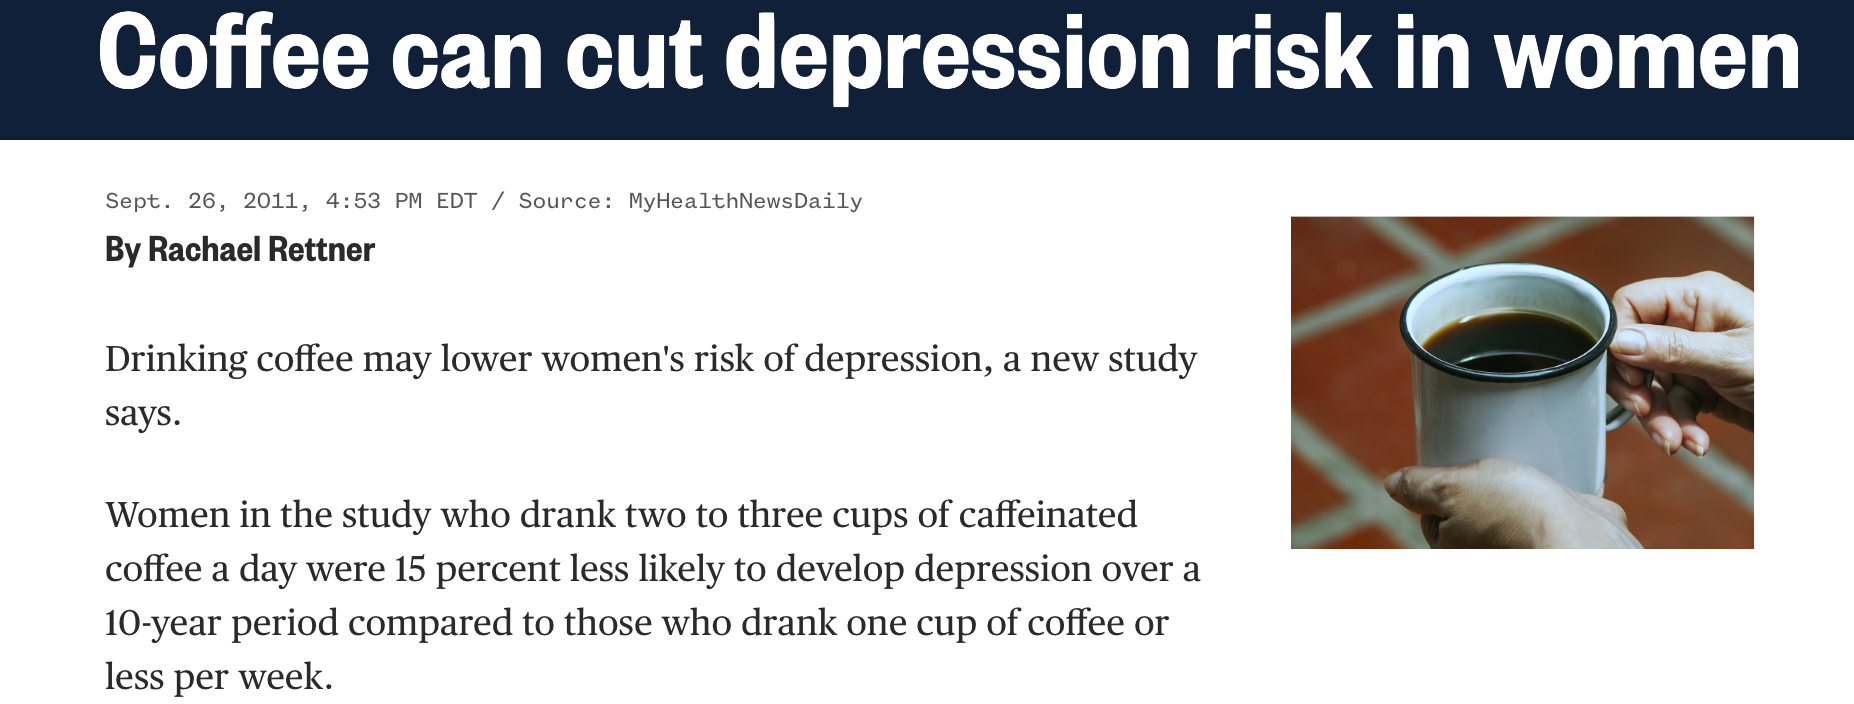 Coffee can cut depression risk in women
Sept. 26, 2011, 4:53 PM EDT / Source: MyHealthNewsDaily
By Rachael Rettner
Drinking coffee may lower women's risk of depression, a new study
says.
Women in the study who drank two to three cups of caffeinated
coffee a day were 15 percent less likely to develop depression over a
10-year period compared to those who drank one cup of coffee or
less per week.